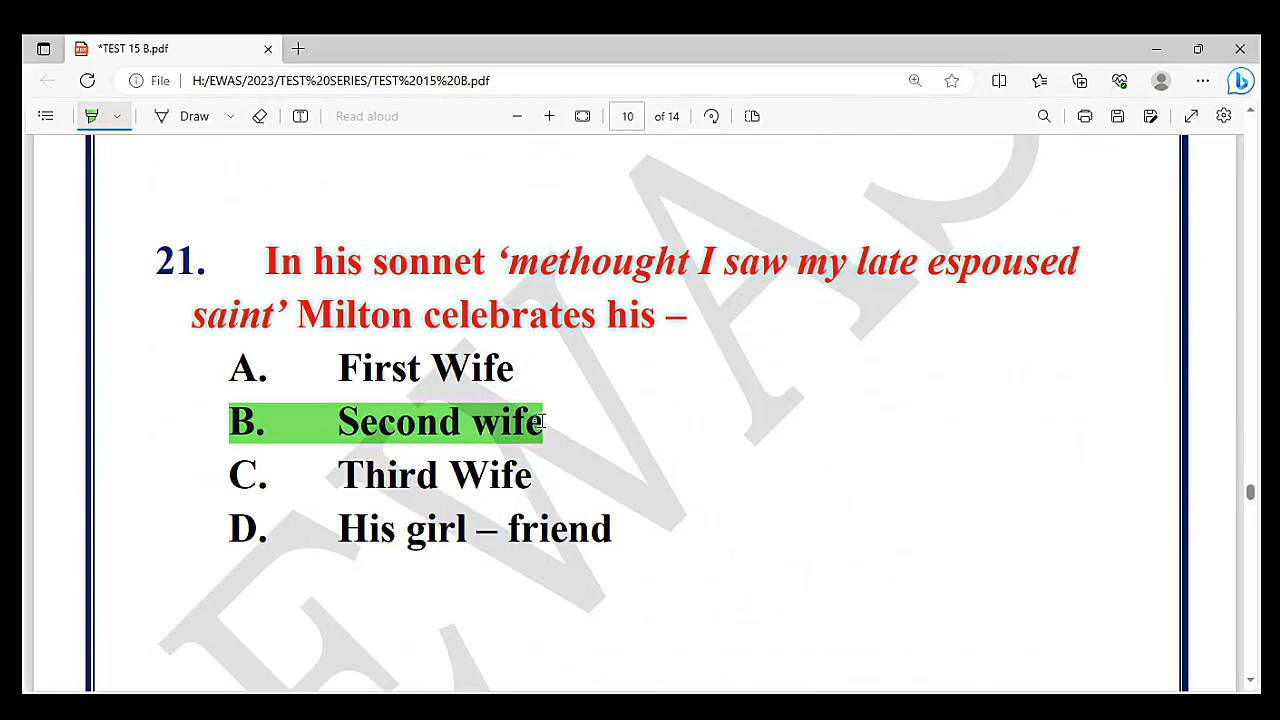 *TEST 15 B.pdf
File H:/EWAS/2023/TEST%20SERIES/TEST%2015%20B.pdf
Draw Read aloud 10 of 14
21. In his sonnet ‘methought I saw my late espoused
saint’ Milton celebrates his –
A. First Wife
B. Second wife
C. Third Wife
D. His girl – friend
EWAS